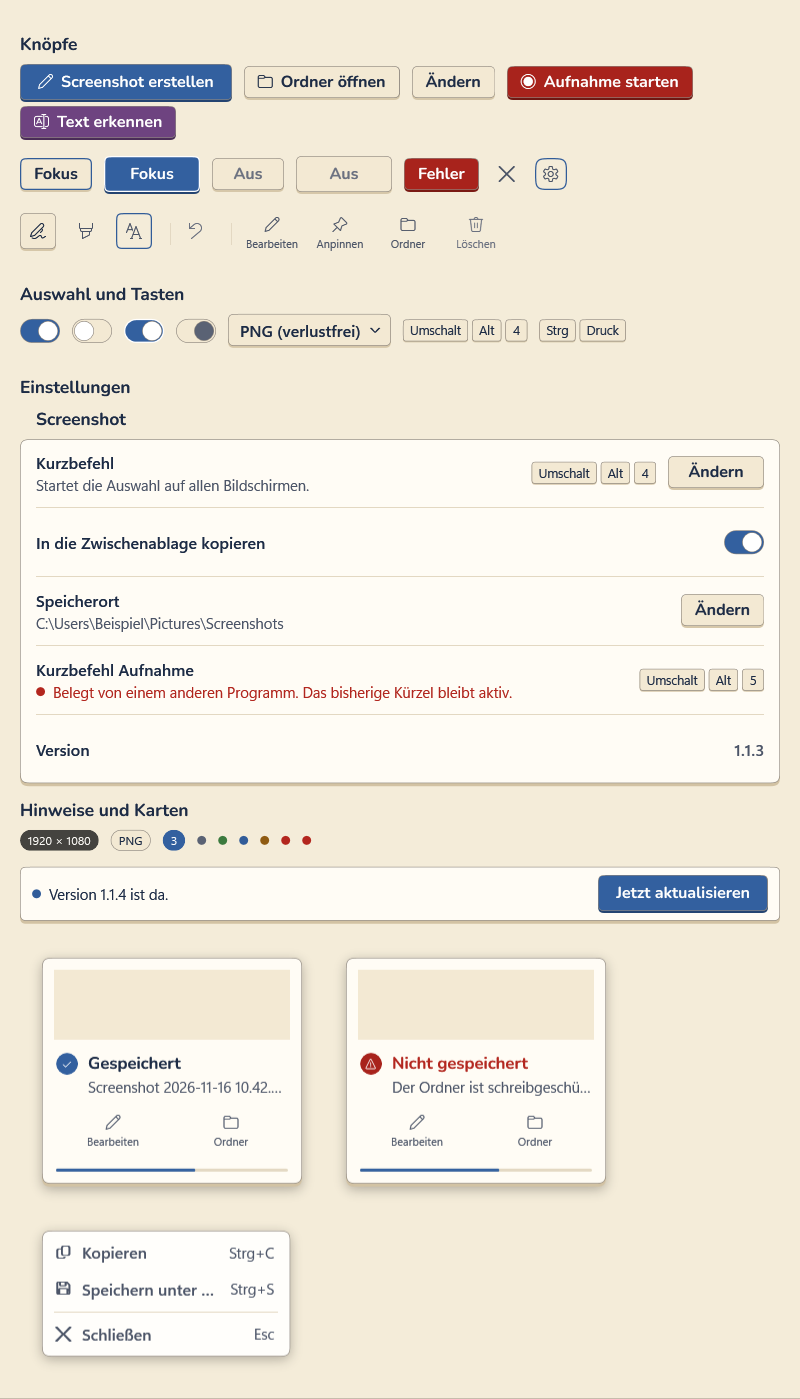 Knöpfe
Screenshot erstellen
Ordner öffnen
Ändern
Aufnahme starten
Text erkennen
Fokus
Fokus
Aus
Aus
Fehler
Bearbeiten
Anpinnen
Ordner
Löschen
Auswahl und Tasten
PNG (verlustfrei)
Umschalt Alt 4
Strg Druck
Einstellungen
Screenshot
Kurzbefehl
Startet die Auswahl auf allen Bildschirmen.
Umschalt Alt 4
Ändern
In die Zwischenablage kopieren
Speicherort
C:\Users\Beispiel\Pictures\Screenshots
Ändern
Kurzbefehl Aufnahme
Belegt von einem anderen Programm. Das bisherige Kürzel bleibt aktiv.
Umschalt Alt 5
Version
1.1.3
Hinweise und Karten
1920 × 1080
PNG
3
Version 1.1.4 ist da.
Jetzt aktualisieren
Gespeichert
Screenshot 2026-11-16 10.42....
Bearbeiten
Ordner
Nicht gespeichert
Der Ordner ist schreibgeschü...
Bearbeiten
Ordner
Kopieren Strg+C
Speichern unter ... Strg+S
Schließen Esc